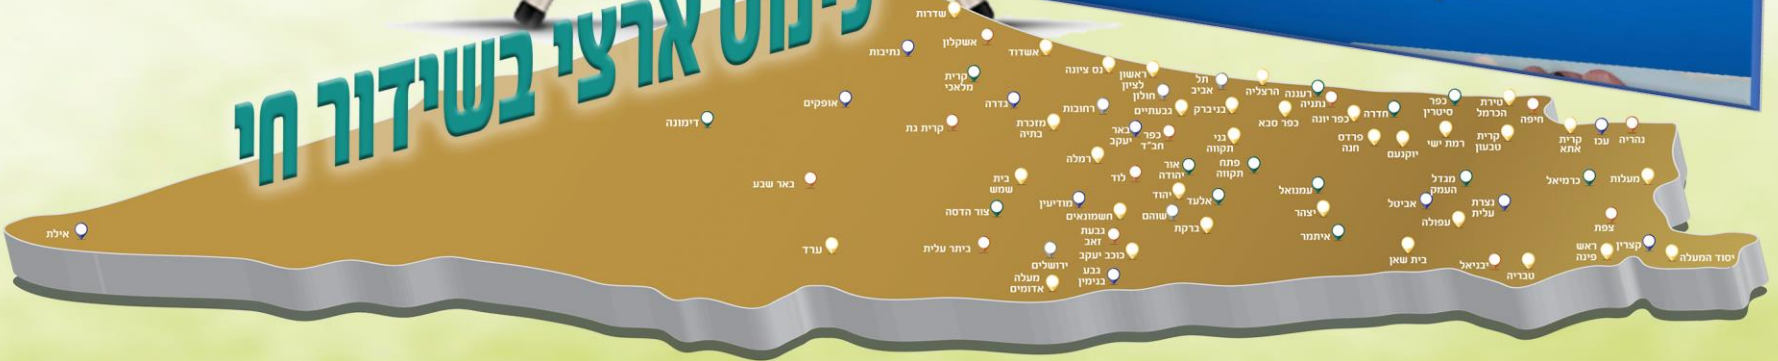 כינוס ארצי בשידור חי
שדרות
נתיבות
אשקלון
אשדוד
קרית
מלאכי
אופקים
דימונה
גדרה
קרית גת
נס ציונה
ראשון
לציון
חולון
רחובות
מזכרת
בתיה
תל
אביב
גבעתיים
בני ברק
הרצליה
רעננה
נתניה
כפר סבא
כפר יונה
חדרה
כפר
סיטרין
טירת
הכרמל
חיפה
קרית
אתא
עכו
נהריה
באר
יעקב
כפר
חב"ד
גני
תקווה
פתח
תקווה
פרדס
חנה
יוקנעם
רמת ישי
קרית
טבעון
רמלה
לוד
אור
יהודה
יהוד
אלעד
עמנואל
יצהר
איתמר
מגדל
העמק
אביטל
עפולה
נצרת
עלית
כרמיאל
מעלות
באר שבע
בית
שמש
צור הדסה
מודיעין
חשמונאים
שוהם
ברקת
גבעת
זאב
כוכב יעקב
ירושלים
ביתר עלית
ערד
אילת
מעלה
אדומים
גבע
בנימין
בית שאן
יבניאל
טבריה
צפת
ראש
פינה
קצרין
יסוד המעלה